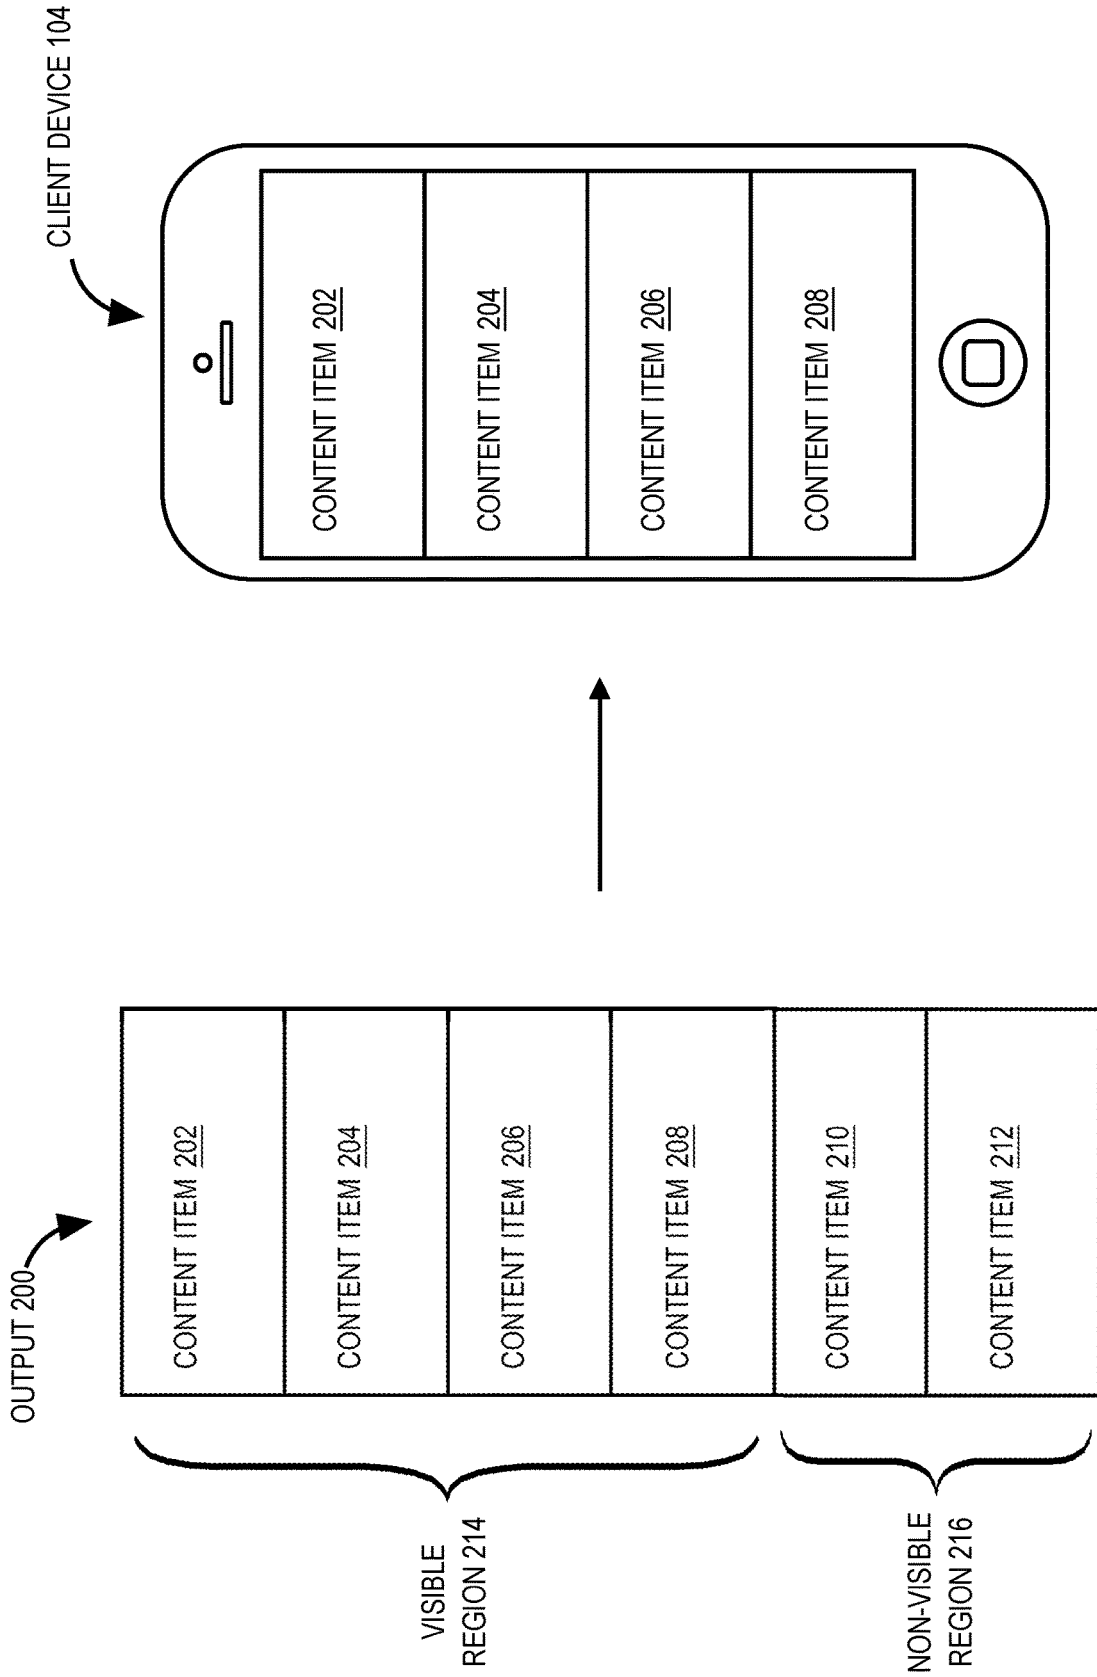 OUTPUT 200
CONTENT ITEM 202
CONTENT ITEM 204
CONTENT ITEM 206
CONTENT ITEM 208
CONTENT ITEM 210
CONTENT ITEM 212
VISIBLE
REGION 214
NON-VISIBLE
REGION 216
CLIENT DEVICE 104
CONTENT ITEM 202
CONTENT ITEM 204
CONTENT ITEM 206
CONTENT ITEM 208